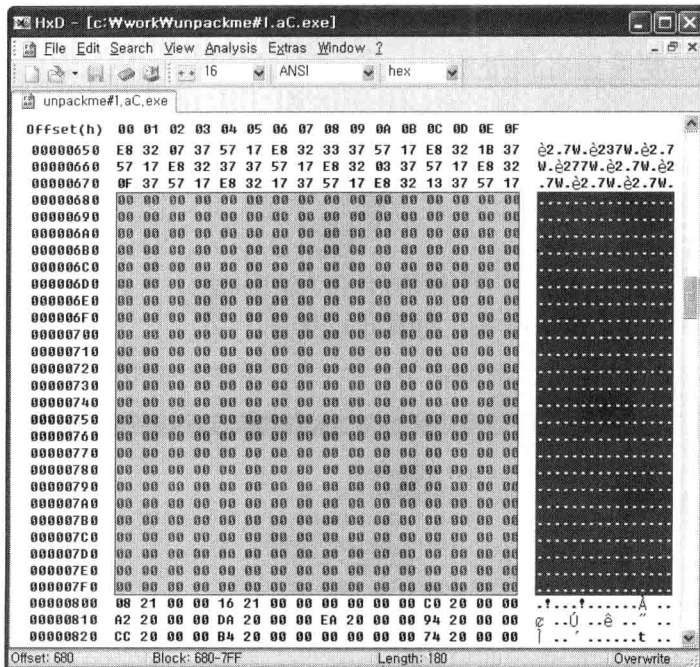 HxD - [c:₩work₩unpackme#1.aC.exe]
File Edit Search View Analysis Extras Window ?
16 ANSI hex
unpackme#1.aC.exe
Offset(h) 00 01 02 03 04 05 06 07 08 09 0A 0B 0C 0D 0E 0F
00000650 E8 32 07 37 57 17 E8 32 33 37 57 17 E8 32 1B 37 è2.7W.è237W.è2.7
00000660 57 17 E8 32 37 37 57 17 E8 32 03 37 57 17 E8 32 W.è277W.è2.7W.è2
00000670 0F 37 57 17 E8 32 17 37 57 17 E8 32 13 37 57 17 .7W.è2.7W.è2.7W.
00000680 00 00 00 00 00 00 00 00 00 00 00 00 00 00 00 00 ................
00000690 00 00 00 00 00 00 00 00 00 00 00 00 00 00 00 00 ................
000006A0 00 00 00 00 00 00 00 00 00 00 00 00 00 00 00 00 ................
000006B0 00 00 00 00 00 00 00 00 00 00 00 00 00 00 00 00 ................
000006C0 00 00 00 00 00 00 00 00 00 00 00 00 00 00 00 00 ................
000006D0 00 00 00 00 00 00 00 00 00 00 00 00 00 00 00 00 ................
000006E0 00 00 00 00 00 00 00 00 00 00 00 00 00 00 00 00 ................
000006F0 00 00 00 00 00 00 00 00 00 00 00 00 00 00 00 00 ................
00000700 00 00 00 00 00 00 00 00 00 00 00 00 00 00 00 00 ................
00000710 00 00 00 00 00 00 00 00 00 00 00 00 00 00 00 00 ................
00000720 00 00 00 00 00 00 00 00 00 00 00 00 00 00 00 00 ................
00000730 00 00 00 00 00 00 00 00 00 00 00 00 00 00 00 00 ................
00000740 00 00 00 00 00 00 00 00 00 00 00 00 00 00 00 00 ................
00000750 00 00 00 00 00 00 00 00 00 00 00 00 00 00 00 00 ................
00000760 00 00 00 00 00 00 00 00 00 00 00 00 00 00 00 00 ................
00000770 00 00 00 00 00 00 00 00 00 00 00 00 00 00 00 00 ................
00000780 00 00 00 00 00 00 00 00 00 00 00 00 00 00 00 00 ................
00000790 00 00 00 00 00 00 00 00 00 00 00 00 00 00 00 00 ................
000007A0 00 00 00 00 00 00 00 00 00 00 00 00 00 00 00 00 ................
000007B0 00 00 00 00 00 00 00 00 00 00 00 00 00 00 00 00 ................
000007C0 00 00 00 00 00 00 00 00 00 00 00 00 00 00 00 00 ................
000007D0 00 00 00 00 00 00 00 00 00 00 00 00 00 00 00 00 ................
000007E0 00 00 00 00 00 00 00 00 00 00 00 00 00 00 00 00 ................
000007F0 00 00 00 00 00 00 00 00 00 00 00 00 00 00 00 00 ................
00000800 08 21 00 00 16 21 00 00 00 00 00 00 C0 20 00 00 .!...!......À ..
00000810 A2 20 00 00 DA 20 00 00 EA 20 00 00 94 20 00 00 ¢ ..Ú ..ê ..” ..
00000820 CC 20 00 00 B4 20 00 00 00 00 00 00 74 20 00 00 Ì ..´ ......t ..
Offset: 680 Block: 680-7FF Length: 180 Overwrite